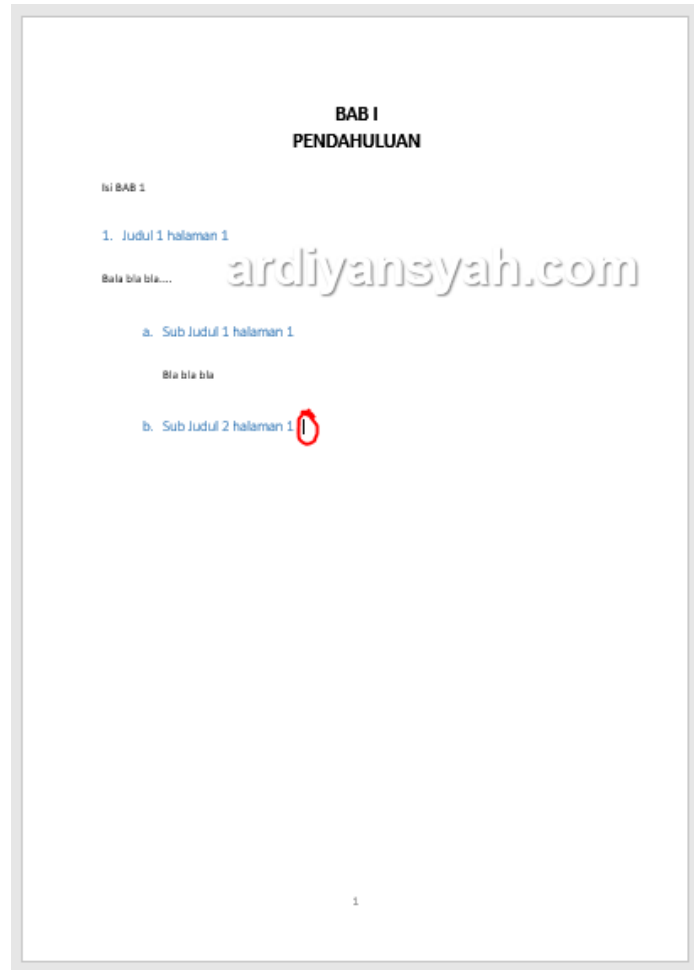 BAB I
PENDAHULUAN
Isi BAB 1
1. Judul 1 halaman 1
ardiyansyah.com
Bala bla bla....
a. Sub Judul 1 halaman 1
Bla bla bla
b. Sub Judul 2 halaman 1
1